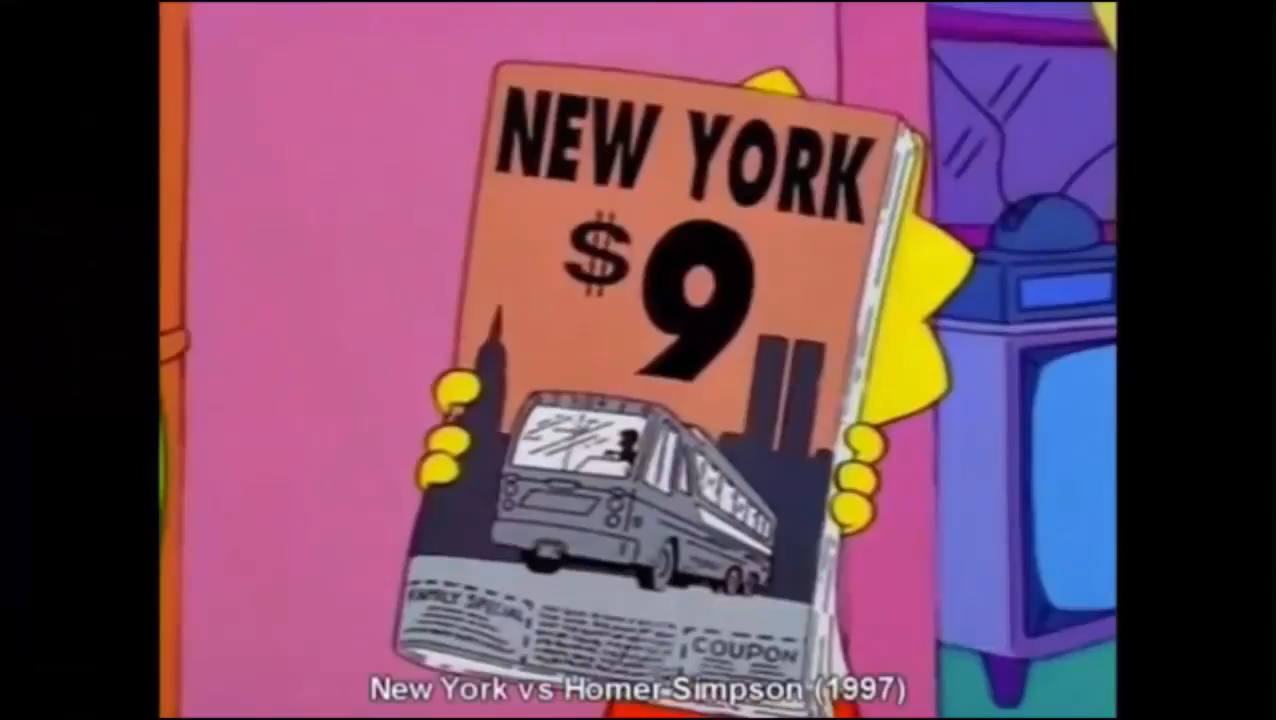 NEW YORK
$9
FAMILY SPECIAL
COUPON
New York vs Homer Simpson (1997)